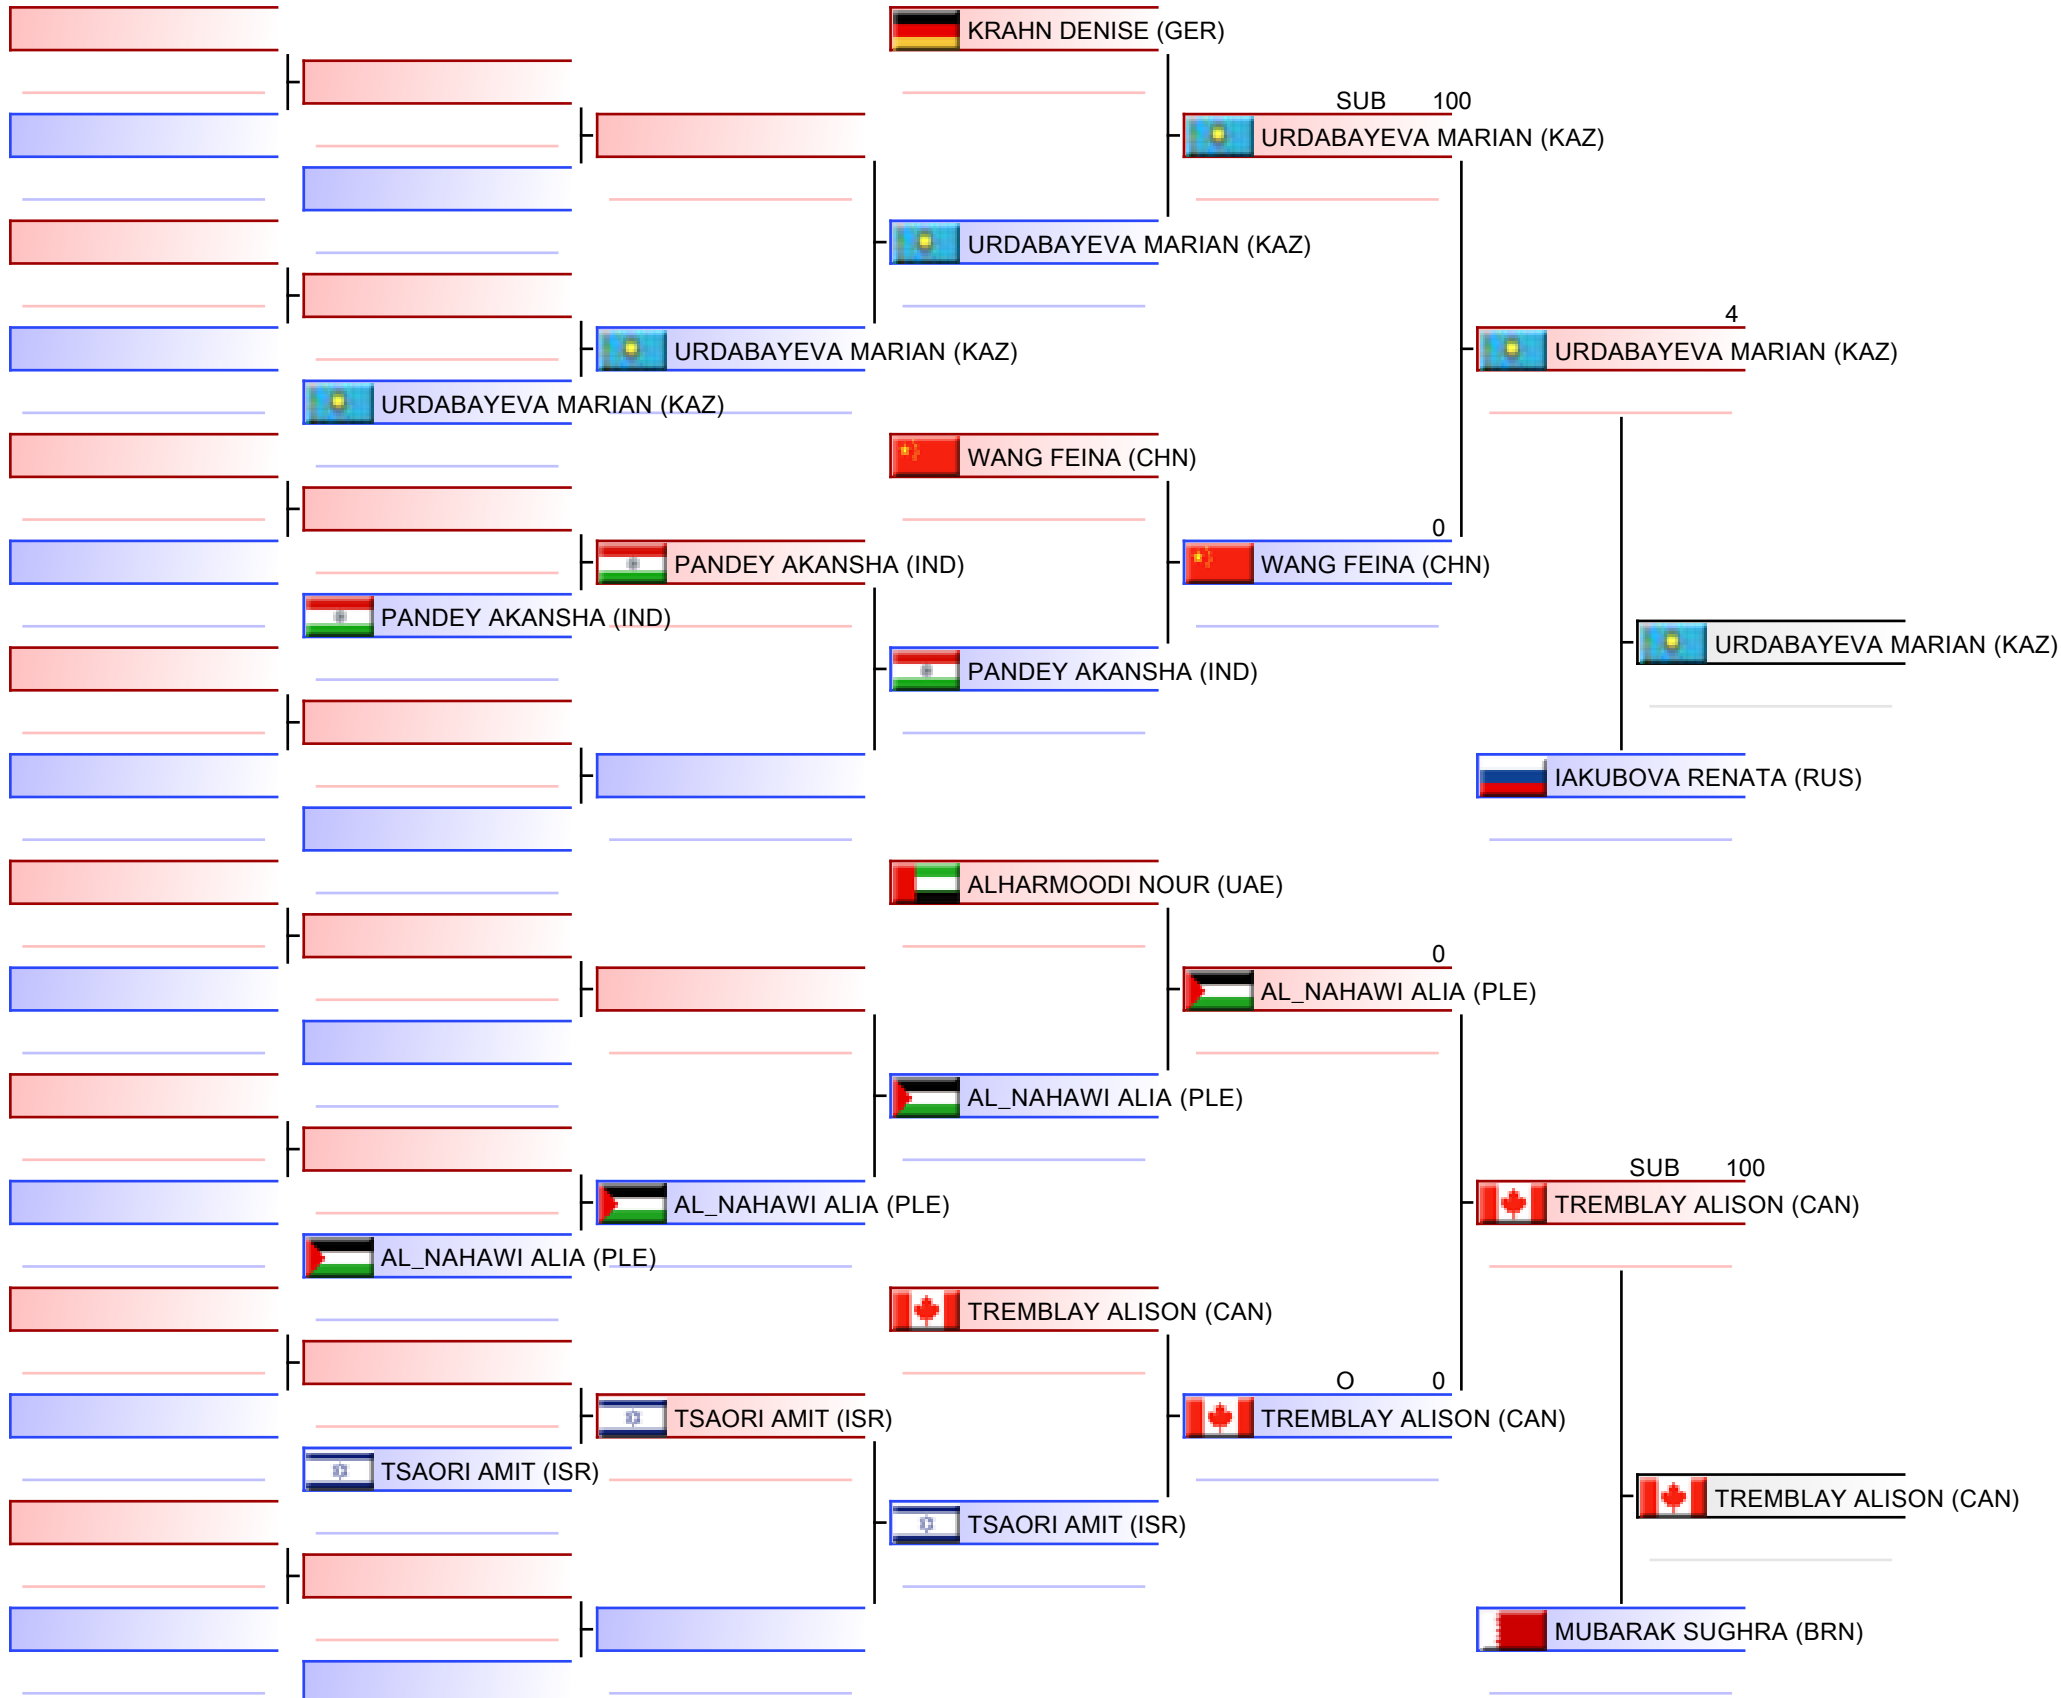 KRAHN DENISE (GER)
SUB 100
URDABAYEVA MARIAN (KAZ)
URDABAYEVA MARIAN (KAZ)
4
URDABAYEVA MARIAN (KAZ)
URDABAYEVA MARIAN (KAZ)
URDABAYEVA MARIAN (KAZ)
WANG FEINA (CHN)
0
PANDEY AKANSHA (IND)
WANG FEINA (CHN)
PANDEY AKANSHA (IND)
URDABAYEVA MARIAN (KAZ)
PANDEY AKANSHA (IND)
IAKUBOVA RENATA (RUS)
ALHARMOODI NOUR (UAE)
0
AL_NAHAWI ALIA (PLE)
AL_NAHAWI ALIA (PLE)
SUB 100
AL_NAHAWI ALIA (PLE)
TREMBLAY ALISON (CAN)
AL_NAHAWI ALIA (PLE)
TREMBLAY ALISON (CAN)
O 0
TSAORI AMIT (ISR)
TREMBLAY ALISON (CAN)
TSAORI AMIT (ISR)
TREMBLAY ALISON (CAN)
TSAORI AMIT (ISR)
MUBARAK SUGHRA (BRN)